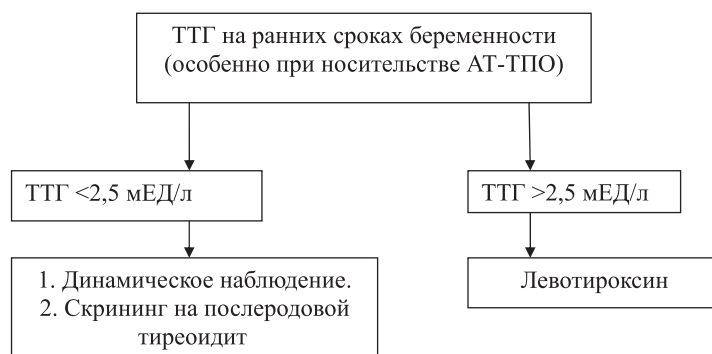 ТТГ на ранних сроках беременности
(особенно при носительстве АТ-ТПО)
ТТГ <2,5 мЕД/л
ТТГ >2,5 мЕД/л
1. Динамическое наблюдение.
2. Скрининг на послеродовой
тиреоидит
Левотироксин